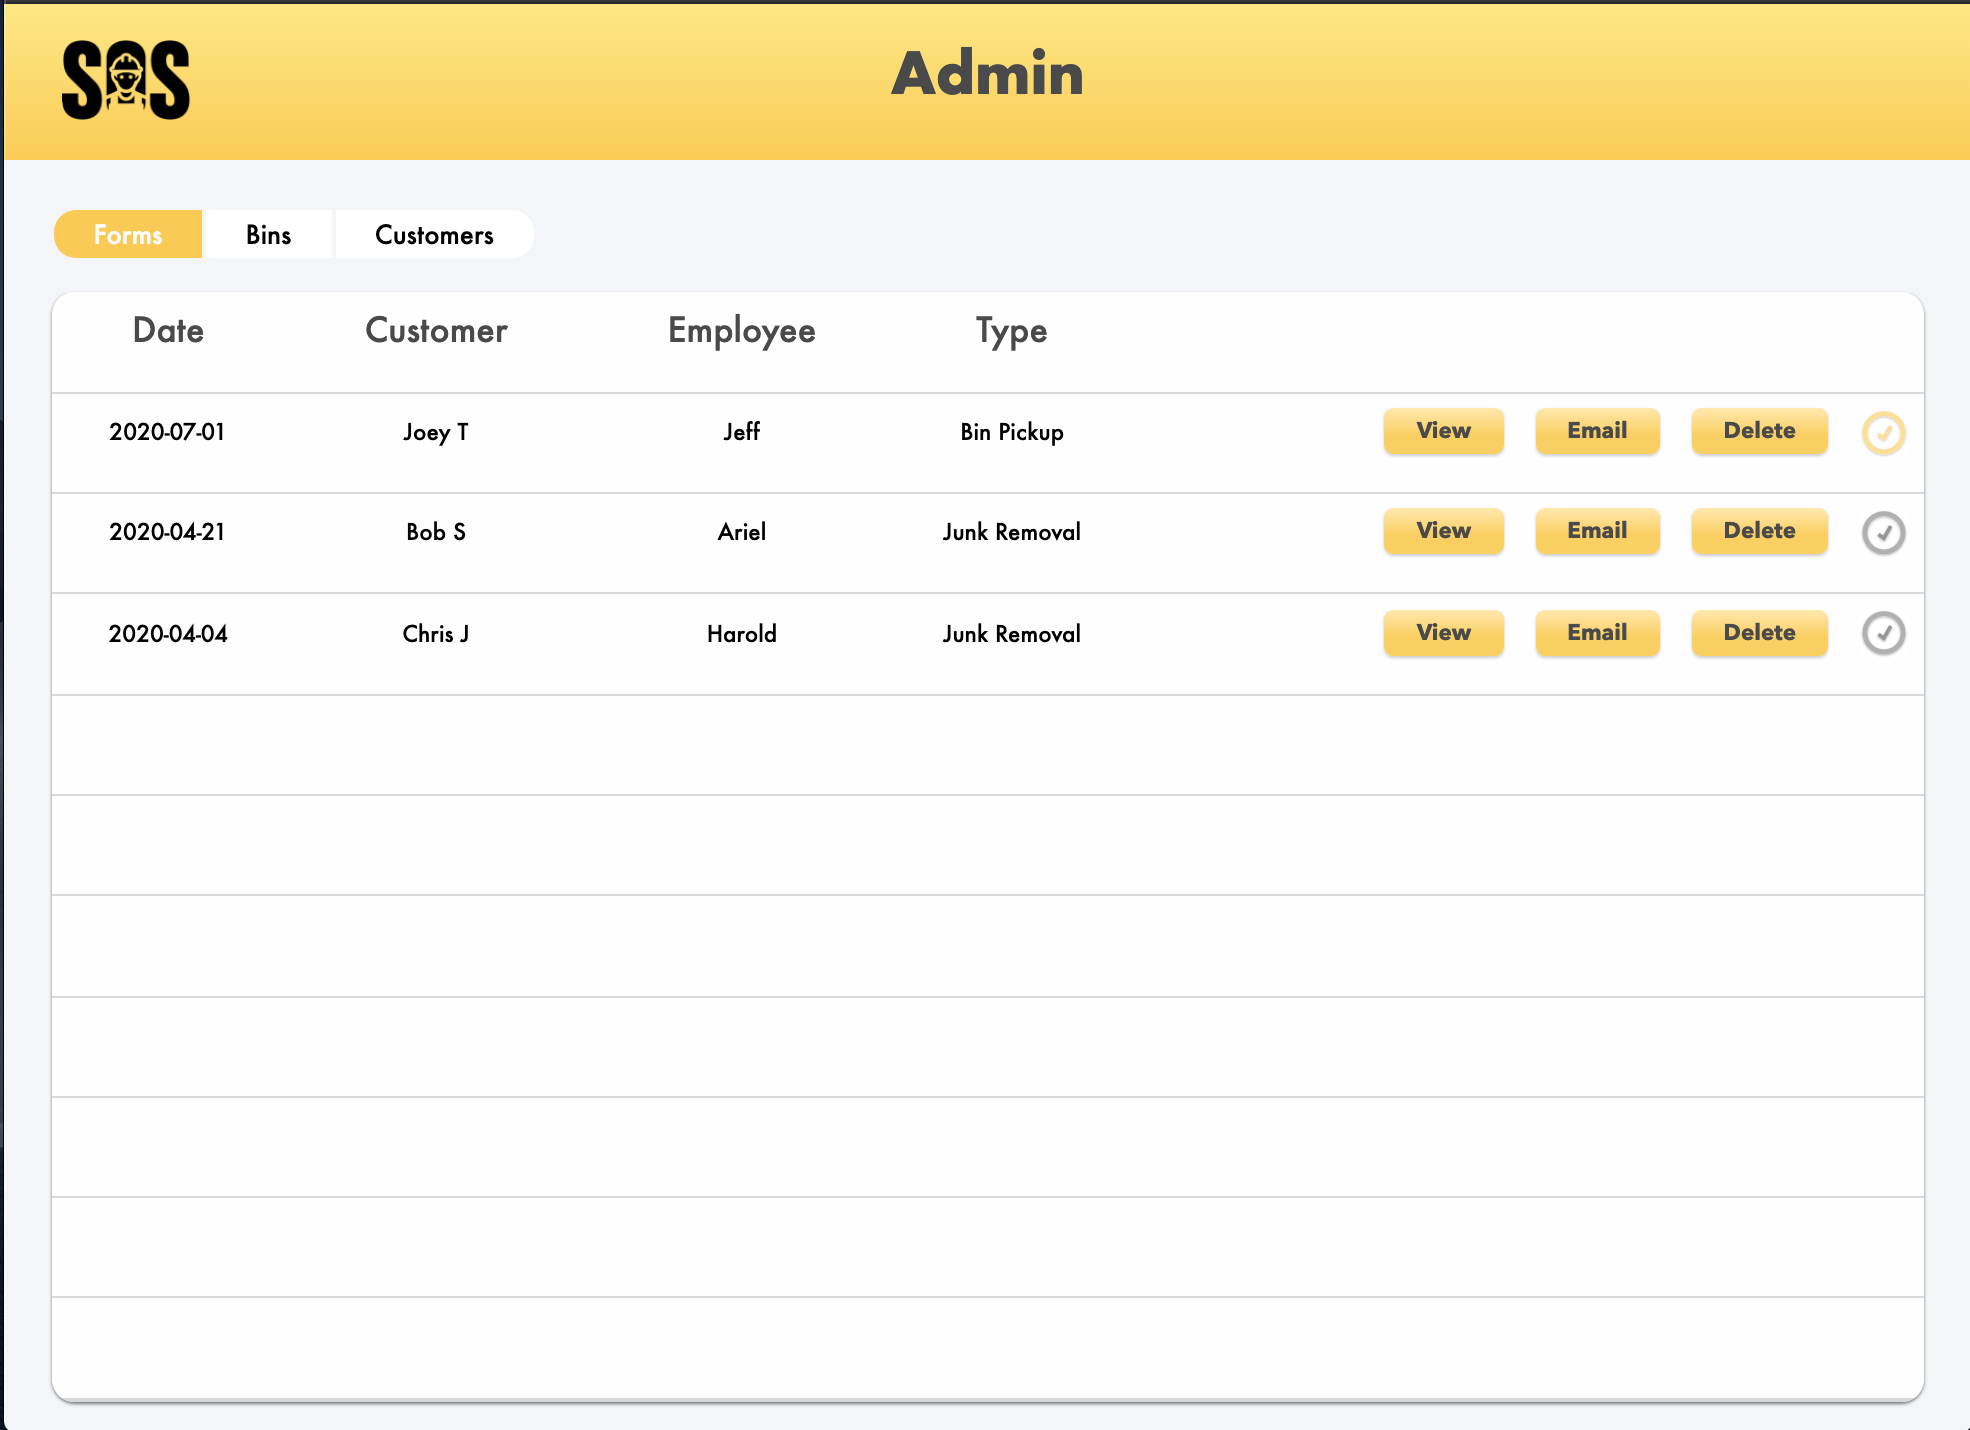 SOS
Admin
Forms Bins Customers
Date Customer Employee Type
2020-07-01 Joey T Jeff Bin Pickup View Email Delete
2020-04-21 Bob S Ariel Junk Removal View Email Delete
2020-04-04 Chris J Harold Junk Removal View Email Delete